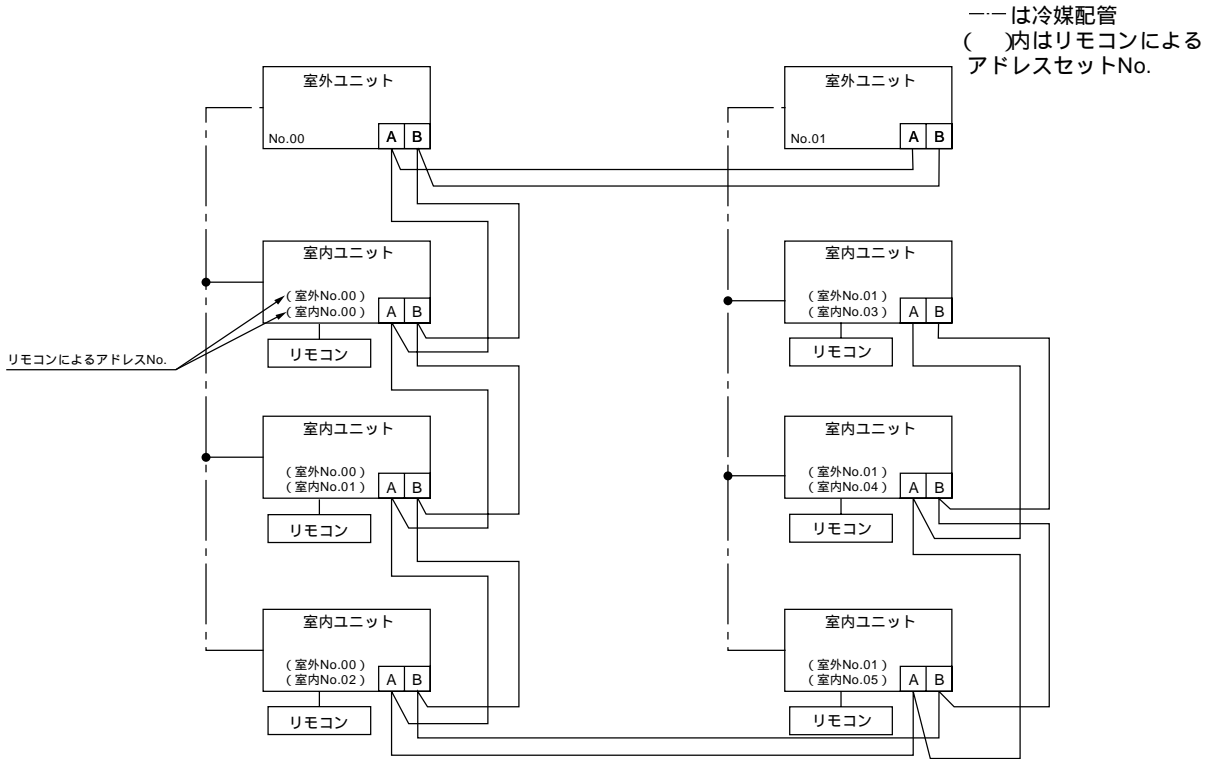 ―-― は冷媒配管
(　)内はリモコンによる
アドレスセットNo.
室外ユニット
No.00
A B
室外ユニット
No.01
A B
室内ユニット
(室外No.00)
(室内No.00)
A B
リモコン
リモコンによるアドレスNo.
室内ユニット
(室外No.01)
(室内No.03)
A B
リモコン
室内ユニット
(室外No.00)
(室内No.01)
A B
リモコン
室内ユニット
(室外No.01)
(室内No.04)
A B
リモコン
室内ユニット
(室外No.00)
(室内No.02)
A B
リモコン
室内ユニット
(室外No.01)
(室内No.05)
A B
リモコン